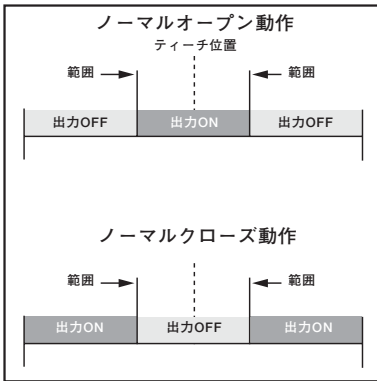 ノーマルオープン動作
ティーチ位置
範囲 範囲
出力OFF 出力ON 出力OFF
ノーマルクローズ動作
範囲 範囲
出力ON 出力OFF 出力ON